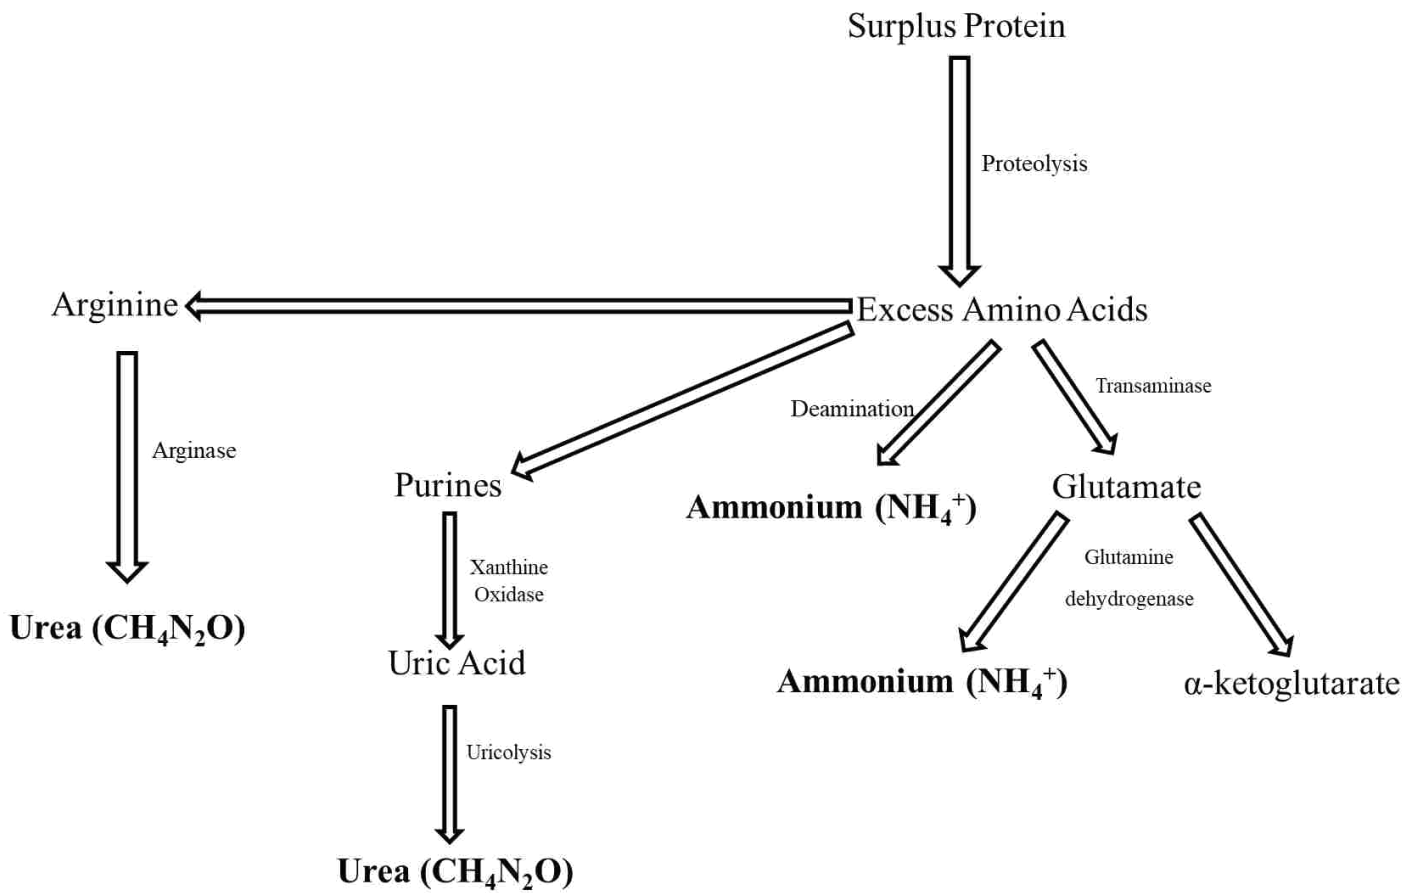 Surplus Protein
Proteolysis
Arginine
Excess Amino Acids
Transaminase
Deamination
Arginase
Purines
Glutamate
Ammonium (NH₄⁺)
Xanthine
Oxidase
Glutamine
dehydrogenase
Urea (CH₄N₂O)
Uric Acid
Ammonium (NH₄⁺)
α-ketoglutarate
Uricolysis
Urea (CH₄N₂O)